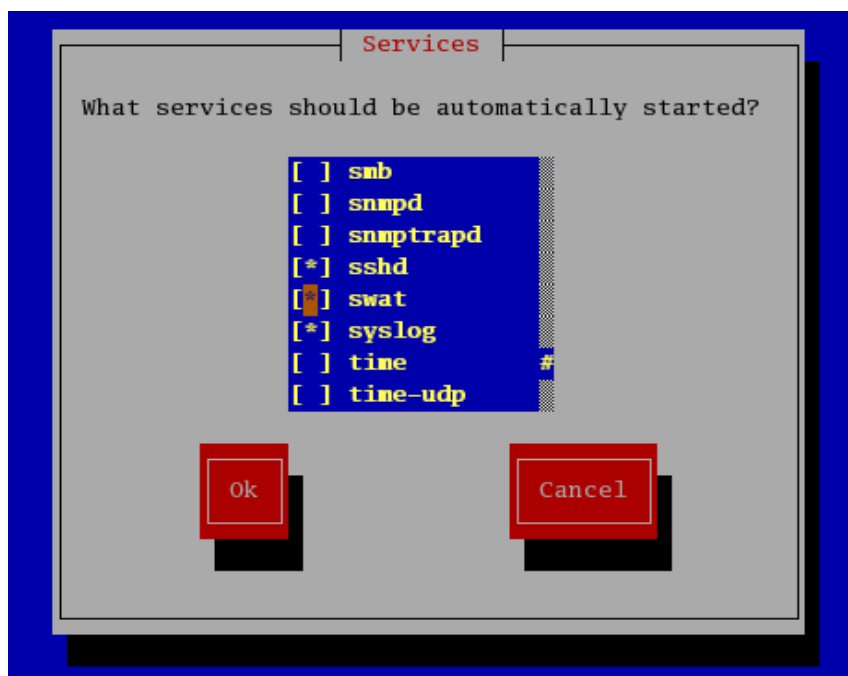 Services
What services should be automatically started?
[ ] smb
[ ] snmpd
[ ] snmptrapd
[*] sshd
[*] swat
[*] syslog
[ ] time #
[ ] time-udp
Ok Cancel